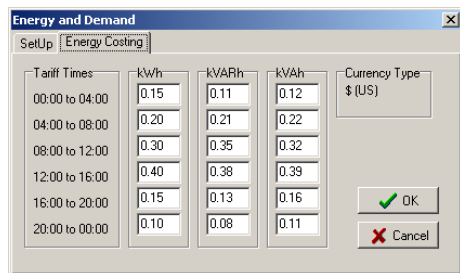 Energy and Demand
SetUp Energy Costing
Tariff Times kWh kVARh kVAh Currency Type
00:00 to 04:00 0.15 0.11 0.12 $ (US)
04:00 to 08:00 0.20 0.21 0.22
08:00 to 12:00 0.30 0.35 0.32
12:00 to 16:00 0.40 0.38 0.39
16:00 to 20:00 0.15 0.13 0.16 OK
20:00 to 00:00 0.10 0.08 0.11 Cancel